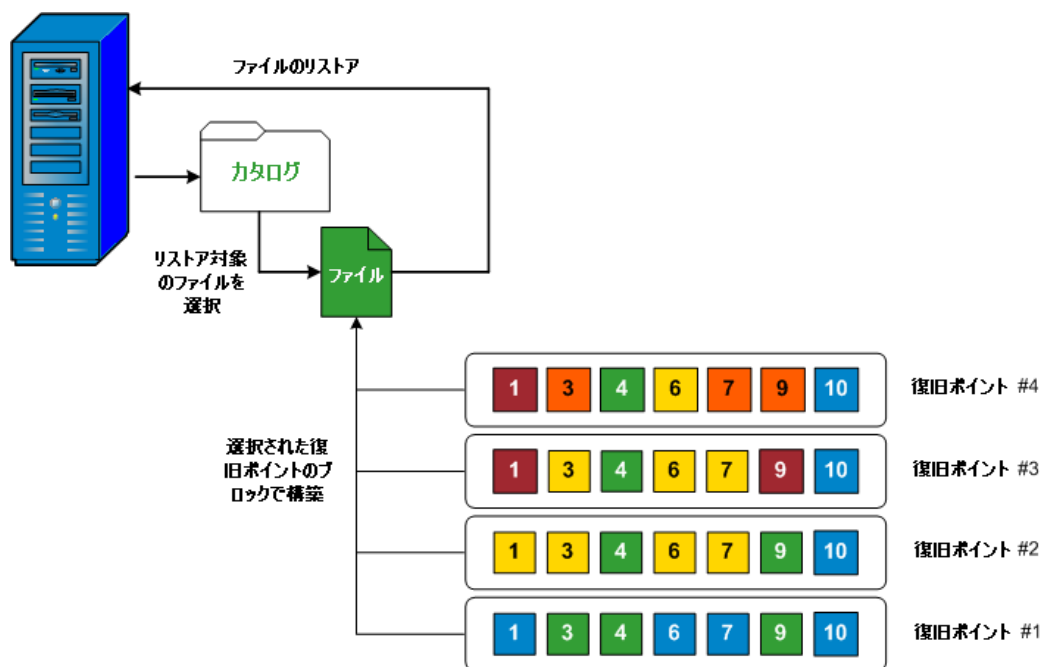 ファイルのリストア
カタログ
リストア対象
のファイルを
選択
ファイル
選択された復
旧ポイントのブ
ロックで構築
1 3 4 6 7 9 10 復旧ポイント #4
1 3 4 6 7 9 10 復旧ポイント #3
1 3 4 6 7 9 10 復旧ポイント #2
1 3 4 6 7 9 10 復旧ポイント #1